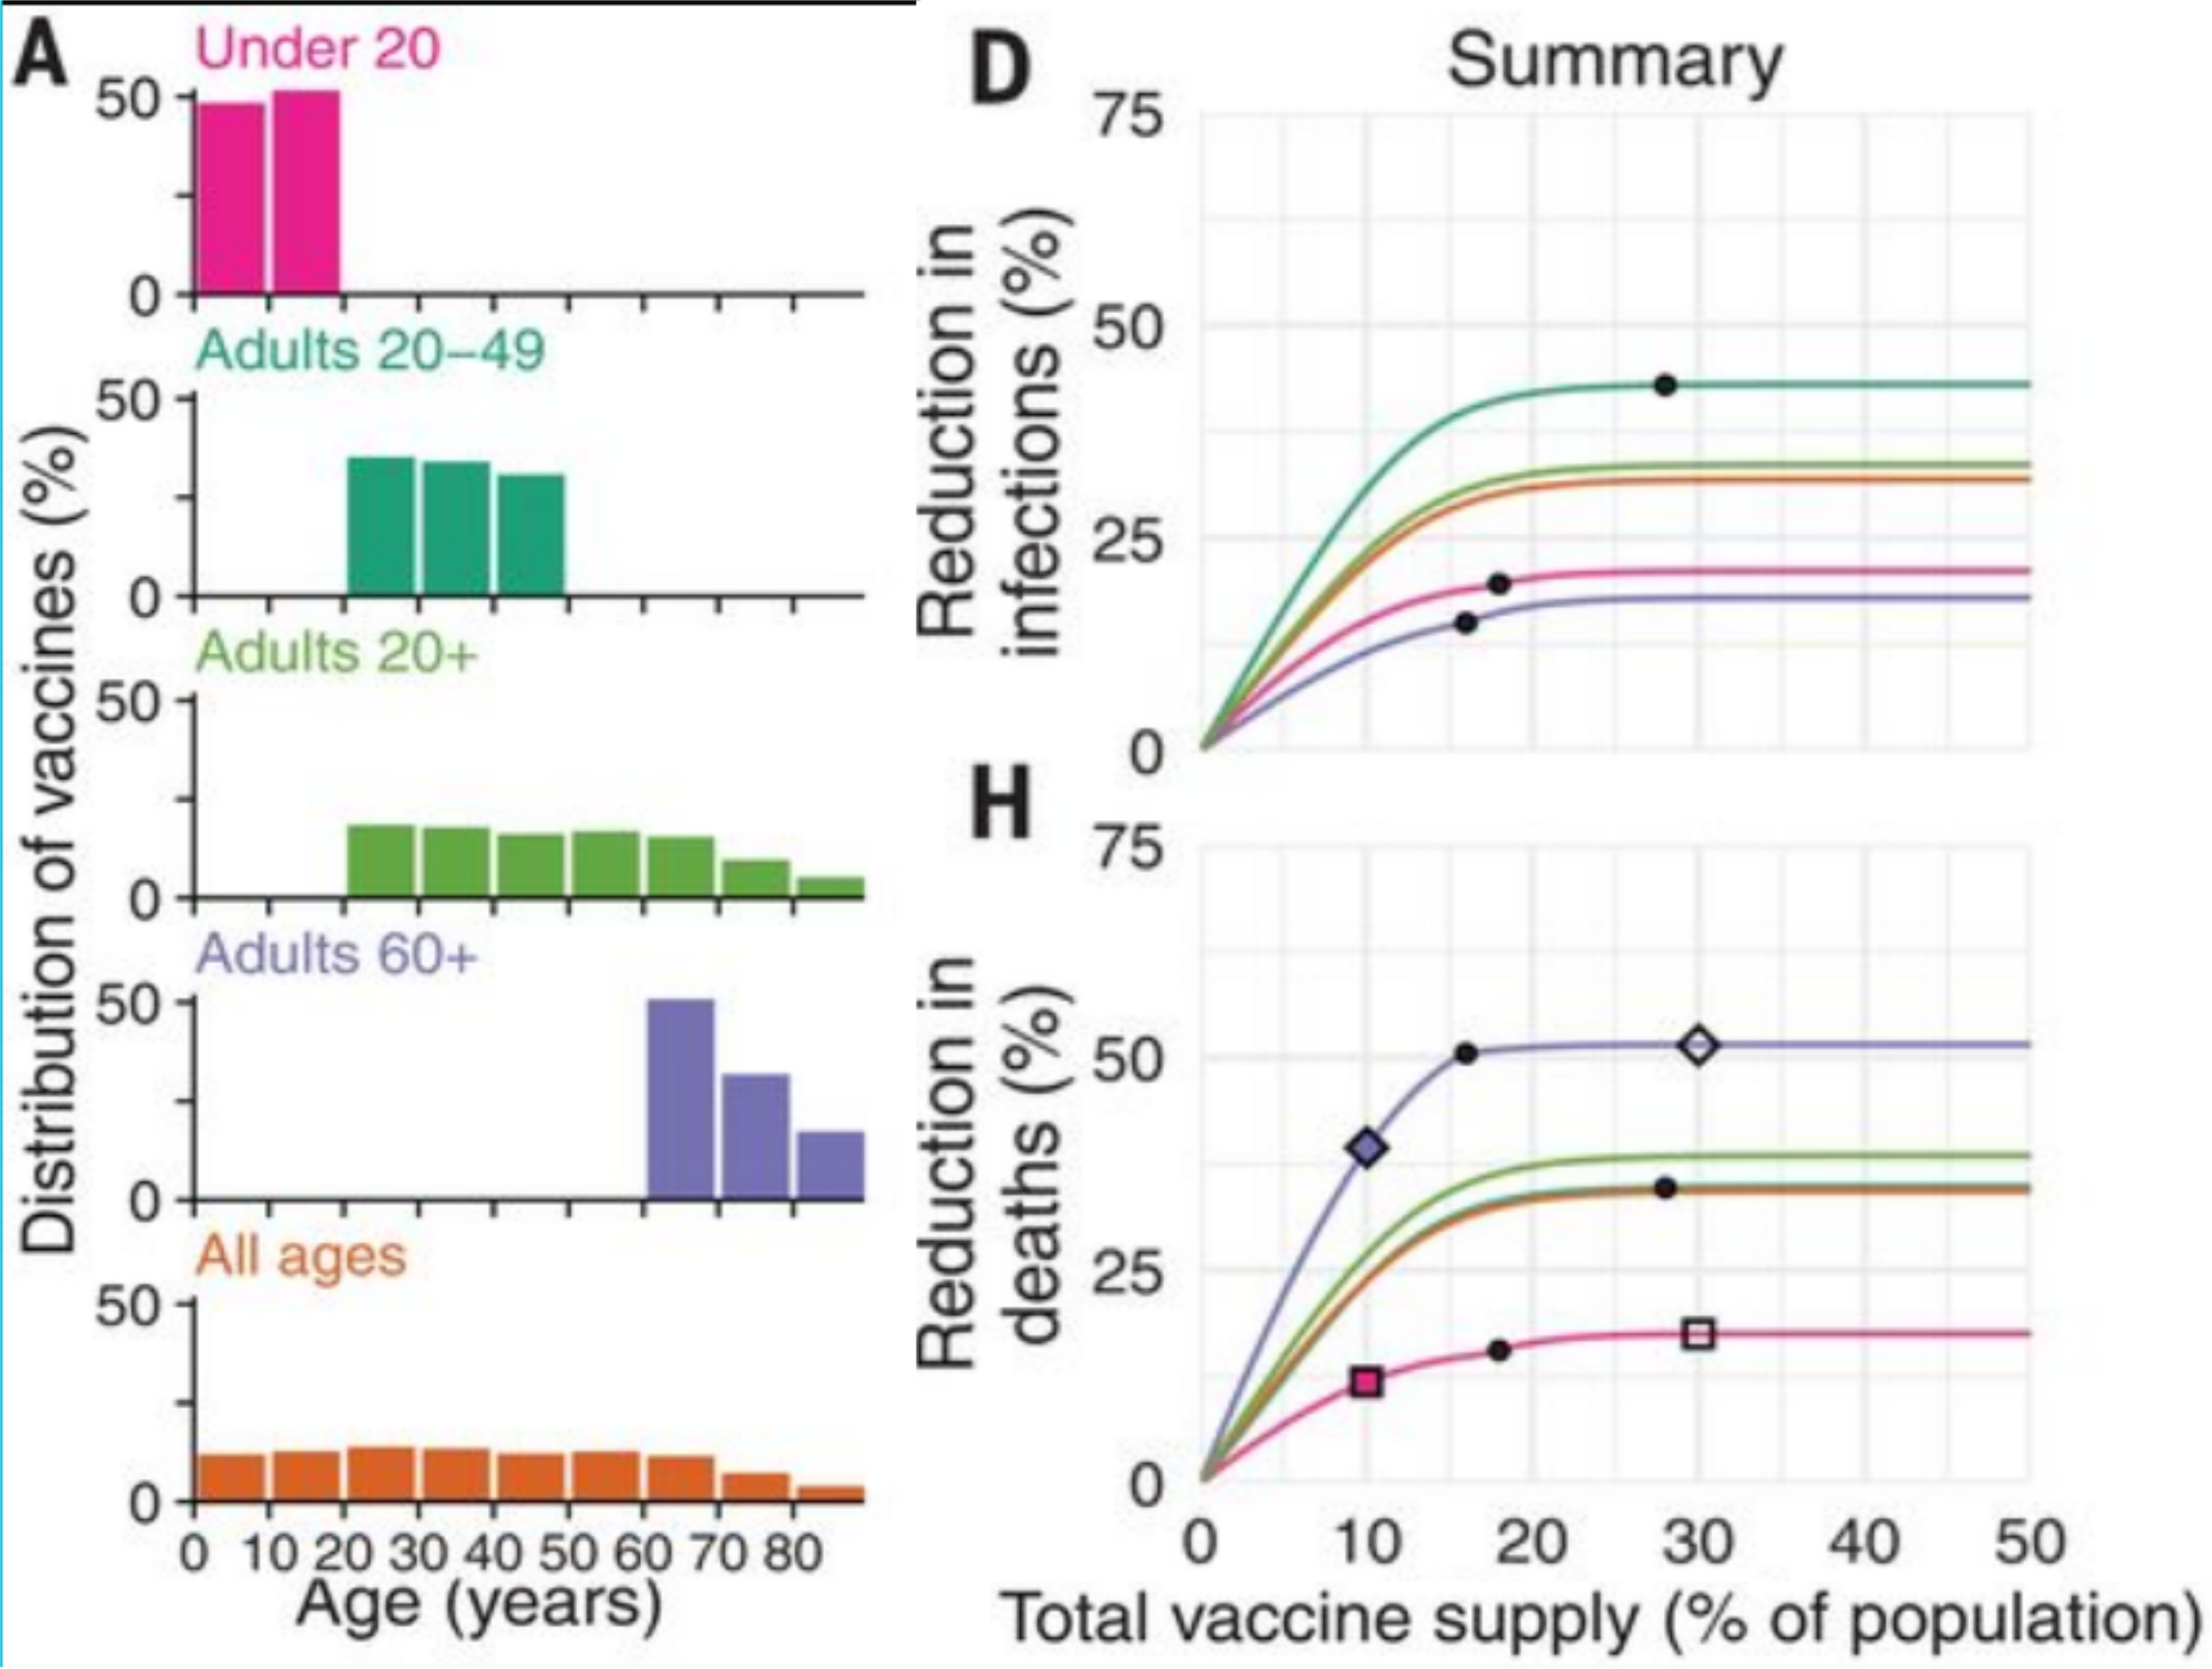 A
Under 20
50
0
Adults 20–49
50
0
Adults 20+
50
0
Adults 60+
50
0
All ages
50
0
0 10 20 30 40 50 60 70 80
Age (years)
Distribution of vaccines (%)
D
Summary
75
50
25
0
Reduction in
infections (%)
H
75
50
25
0
Reduction in
deaths (%)
0 10 20 30 40 50
Total vaccine supply (% of population)